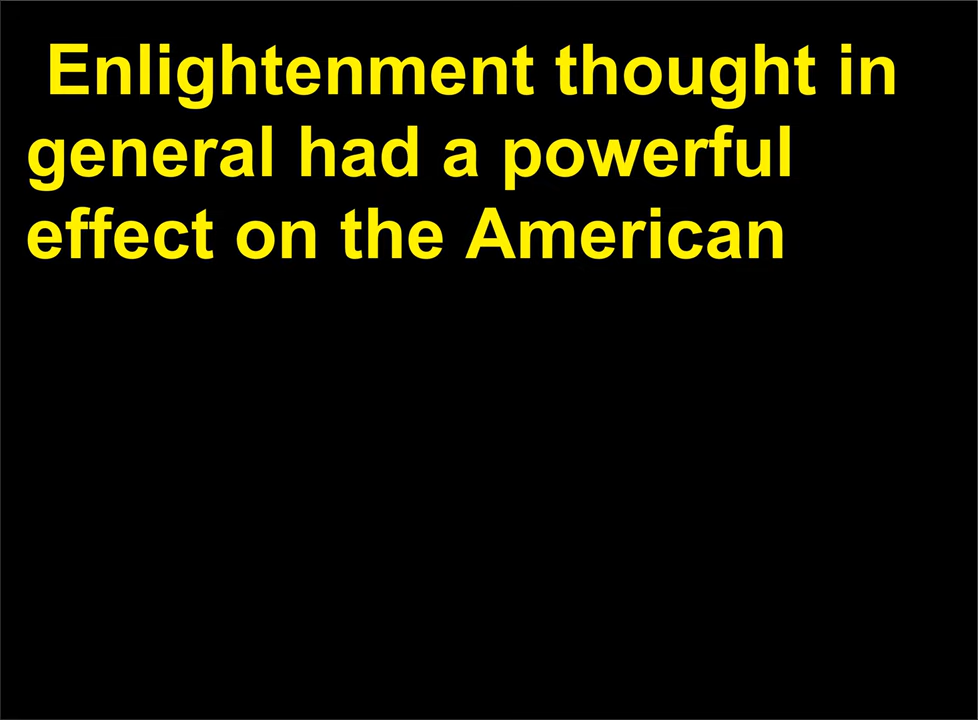 Enlightenment thought in
general had a powerful
effect on the American